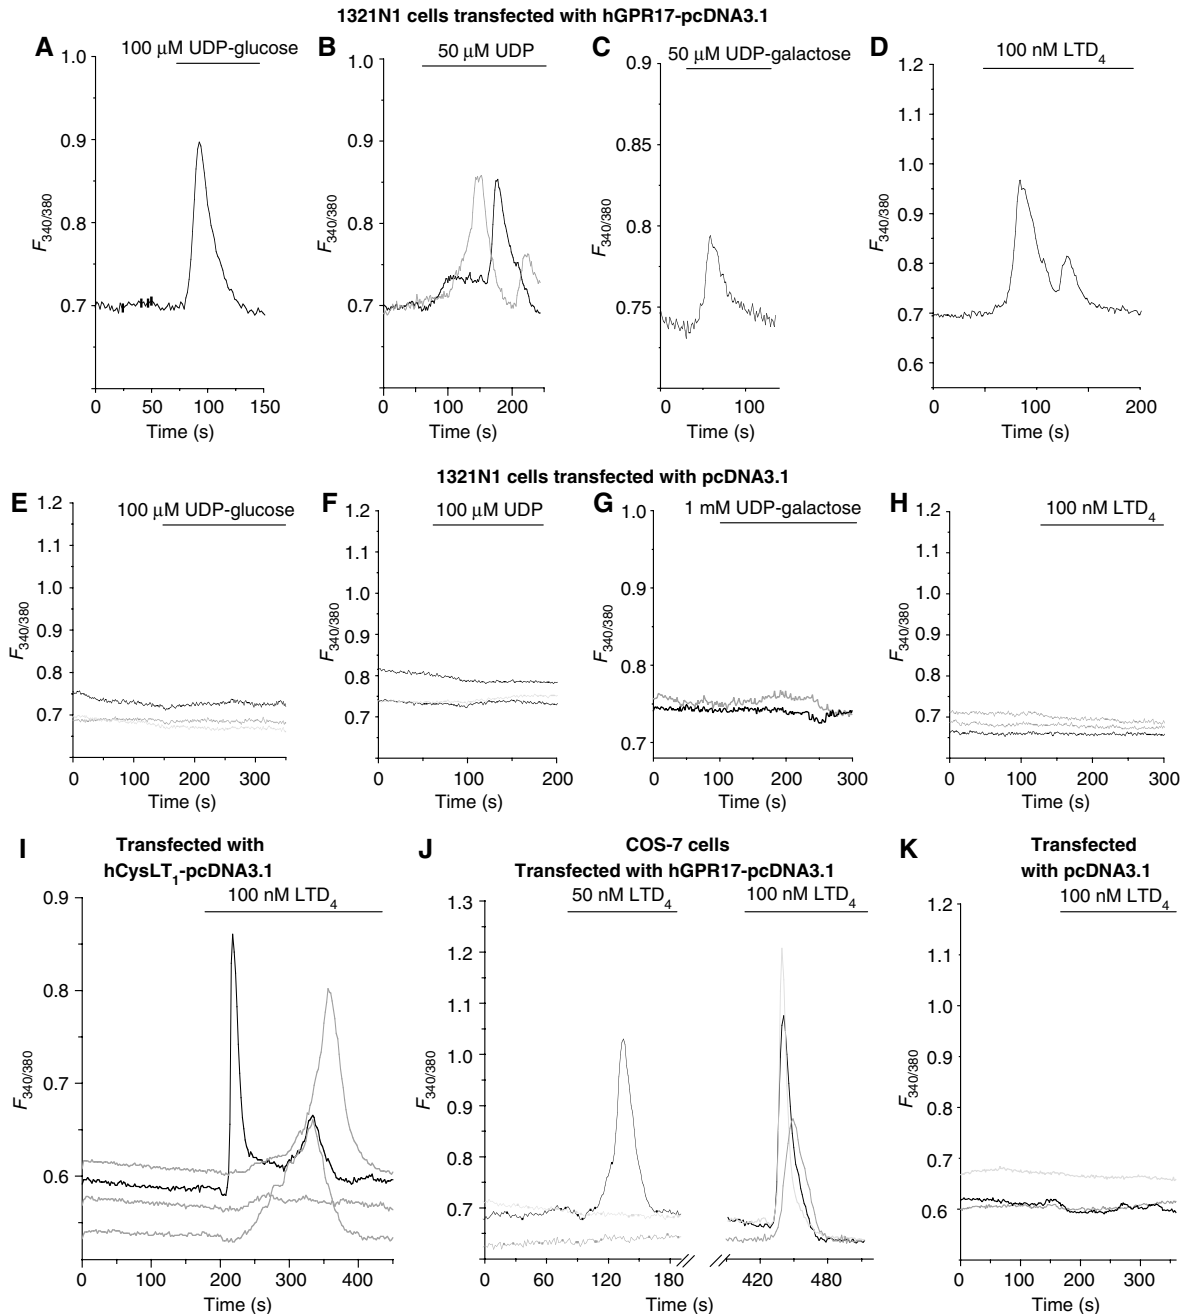 1321N1 cells transfected with hGPR17-pcDNA3.1
A
100 μM UDP-glucose
1.0
0.9
0.8
0.7
F340/380
0
50
100
150
Time (s)
B
50 μM UDP
1.0
0.9
0.8
0.7
F340/380
0
100
200
Time (s)
C
50 μM UDP-galactose
0.9
0.85
0.8
0.75
F340/380
0
100
Time (s)
D
100 nM LTD4
1.2
1.1
1.0
0.9
0.8
0.7
0.6
F340/380
0
100
200
Time (s)
1321N1 cells transfected with pcDNA3.1
E
100 μM UDP-glucose
1.2
1.1
1.0
0.9
0.8
0.7
F340/380
0
100
200
300
Time (s)
F
100 μM UDP
1.2
1.1
1.0
0.9
0.8
0.7
F340/380
0
100
200
Time (s)
G
1 mM UDP-galactose
1.0
0.9
0.8
0.7
F340/380
0
100
200
300
Time (s)
H
100 nM LTD4
1.2
1.1
1.0
0.9
0.8
0.7
F340/380
0
100
200
300
Time (s)
I
Transfected with
hCysLT1-pcDNA3.1
100 nM LTD4
0.9
0.8
0.7
0.6
F340/380
0
100
200
300
400
Time (s)
J
COS-7 cells
Transfected with hGPR17-pcDNA3.1
50 nM LTD4
100 nM LTD4
1.3
1.2
1.1
1.0
0.9
0.8
0.7
F340/380
0
60
120
180
420
480
Time (s)
K
Transfected
with pcDNA3.1
100 nM LTD4
1.2
1.1
1.0
0.9
0.8
0.7
0.6
F340/380
0
100
200
300
Time (s)